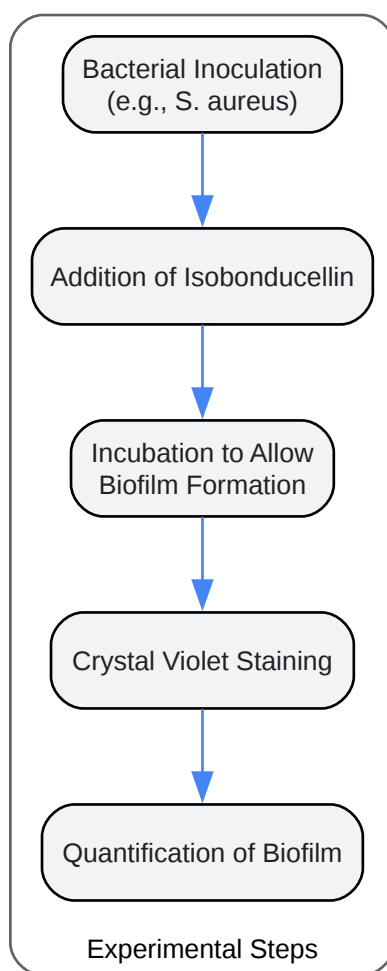 Bacterial Inoculation
(e.g., S. aureus)
Addition of Isobonducellin
Incubation to Allow
Biofilm Formation
Crystal Violet Staining
Quantification of Biofilm
Experimental Steps